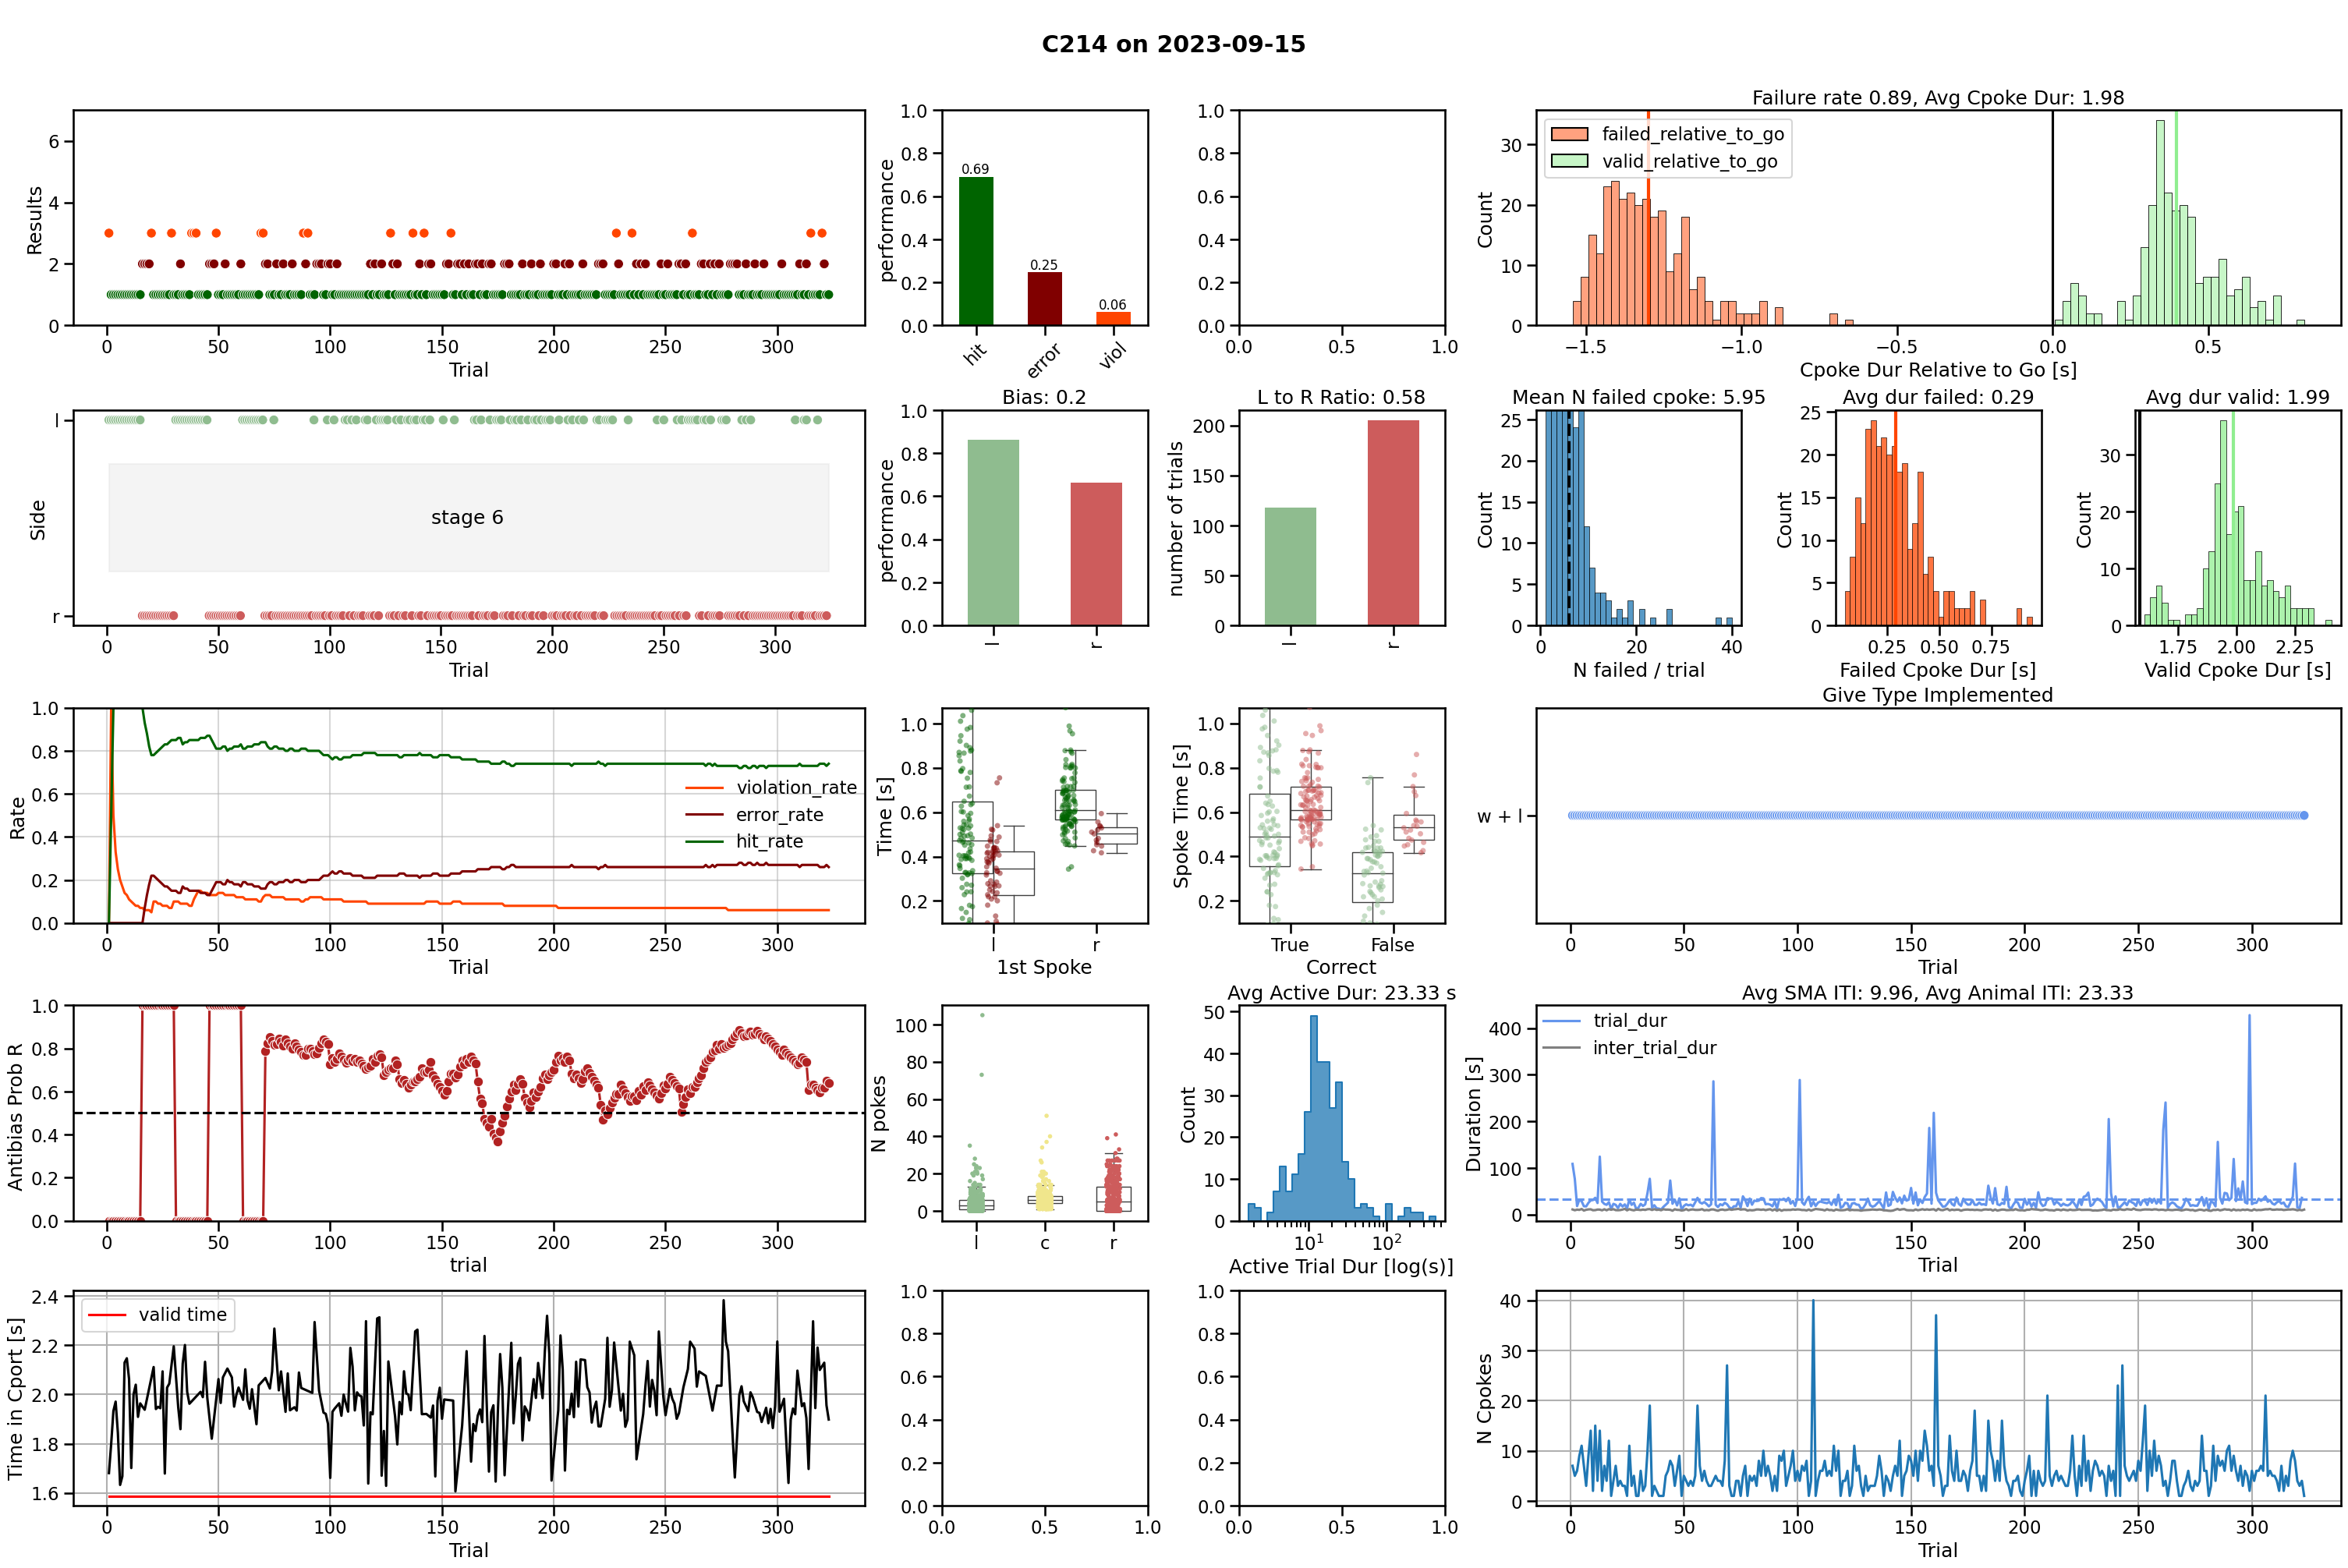 C214 on 2023-09-15
Results
6
4
2
0
0 50 100 150 200 250 300
Trial
performance
1.0
0.8
0.6
0.4
0.2
0.0
0.69
0.25
0.06
hit error viol
1.0
0.8
0.6
0.4
0.2
0.0
0.0 0.5 1.0
Failure rate 0.89, Avg Cpoke Dur: 1.98
failed_relative_to_go
valid_relative_to_go
Count
30
20
10
0
−1.5 −1.0 −0.5 0.0 0.5
Cpoke Dur Relative to Go [s]
Side
l
stage 6
r
0 50 100 150 200 250 300
Trial
Bias: 0.2
performance
1.0
0.8
0.6
0.4
0.2
0.0
l r
L to R Ratio: 0.58
number of trials
200
150
100
50
0
l r
Mean N failed cpoke: 5.95
Count
25
20
15
10
5
0
0 20 40
N failed / trial
Avg dur failed: 0.29
Count
25
20
15
10
5
0
0.25 0.50 0.75
Failed Cpoke Dur [s]
Avg dur valid: 1.99
Count
30
20
10
0
1.75 2.00 2.25
Valid Cpoke Dur [s]
Rate
1.0
0.8
0.6
0.4
0.2
0.0
violation_rate
error_rate
hit_rate
0 50 100 150 200 250 300
Trial
Time [s]
1.0
0.8
0.6
0.4
0.2
l r
1st Spoke
Spoke Time [s]
1.0
0.8
0.6
0.4
0.2
True False
Correct
Give Type Implemented
w + l
0 50 100 150 200 250 300
Trial
Antibias Prob R
1.0
0.8
0.6
0.4
0.2
0.0
0 50 100 150 200 250 300
trial
N pokes
100
80
60
40
20
0
l c r
Avg Active Dur: 23.33 s
Count
50
40
30
20
10
0
10^1 10^2
Active Trial Dur [log(s)]
Avg SMA ITI: 9.96, Avg Animal ITI: 23.33
trial_dur
inter_trial_dur
Duration [s]
400
300
200
100
0
0 50 100 150 200 250 300
Trial
Time in Cport [s]
2.4
2.2
2.0
1.8
1.6
valid time
0 50 100 150 200 250 300
Trial
1.0
0.8
0.6
0.4
0.2
0.0
0.0 0.5 1.0
1.0
0.8
0.6
0.4
0.2
0.0
0.0 0.5 1.0
N Cpokes
40
30
20
10
0
0 50 100 150 200 250 300
Trial